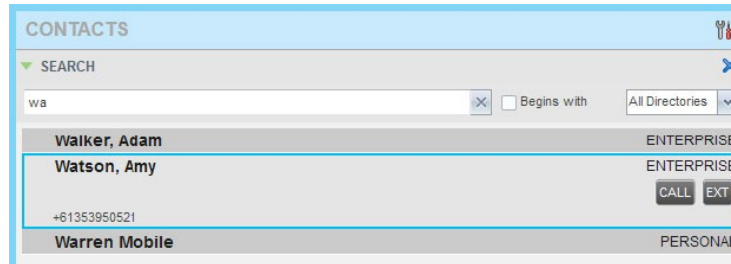 CONTACTS
SEARCH
wa Begins with All Directories
Walker, Adam ENTERPRISE
Watson, Amy ENTERPRISE
CALL EXT
+61353950521
Warren Mobile PERSONAL